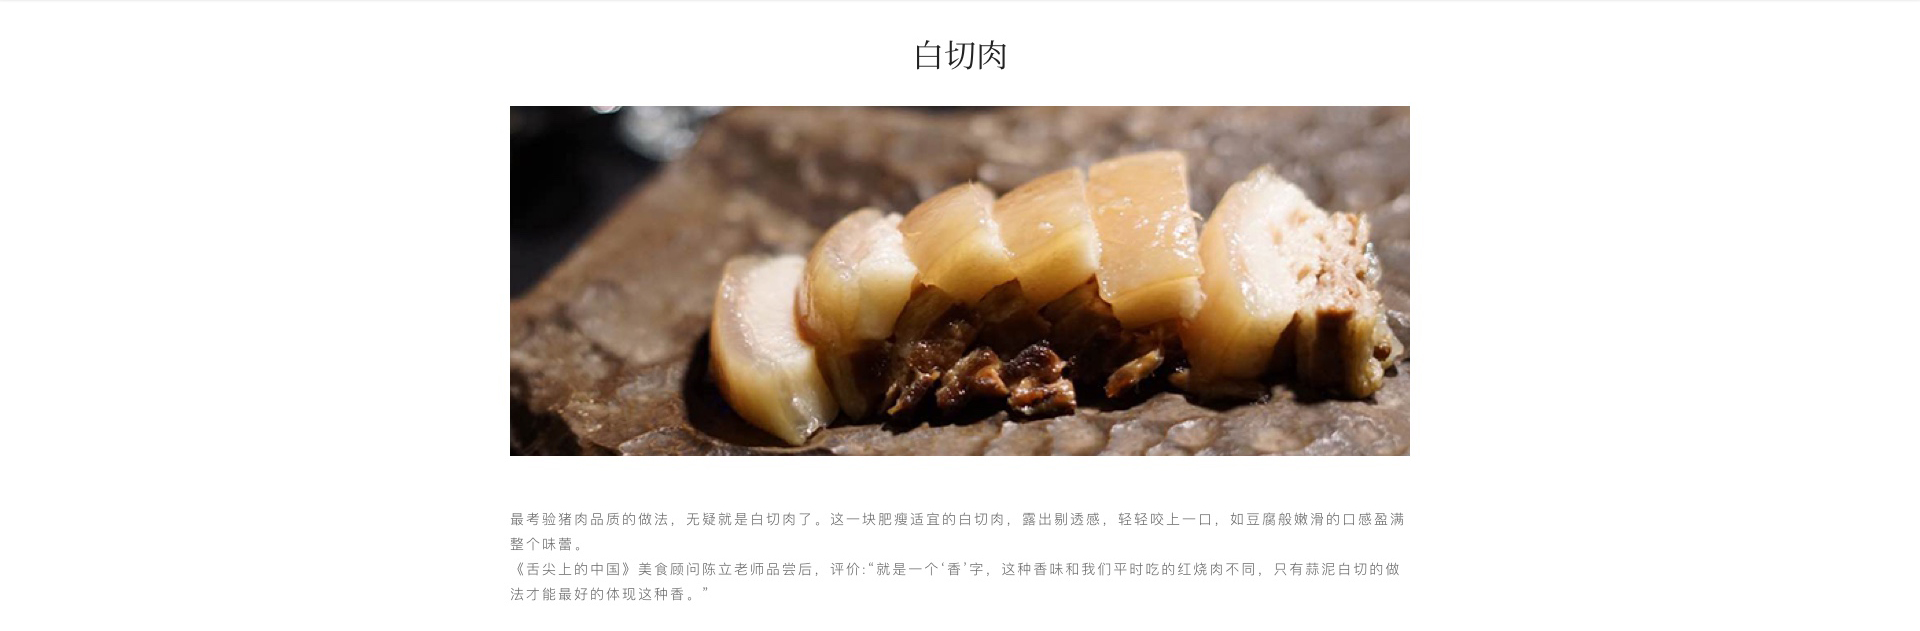 白切肉
最考验猪肉品质的做法，无疑就是白切肉了。这一块肥瘦适宜的白切肉，露出剔透感，轻轻咬上一口，如豆腐般嫩滑的口感盈满
整个味蕾。
《舌尖上的中国》美食顾问陈立老师品尝后，评价:“就是一个‘香’字，这种香味和我们平时吃的红烧肉不同，只有蒜泥白切的做
法才能最好的体现这种香。”